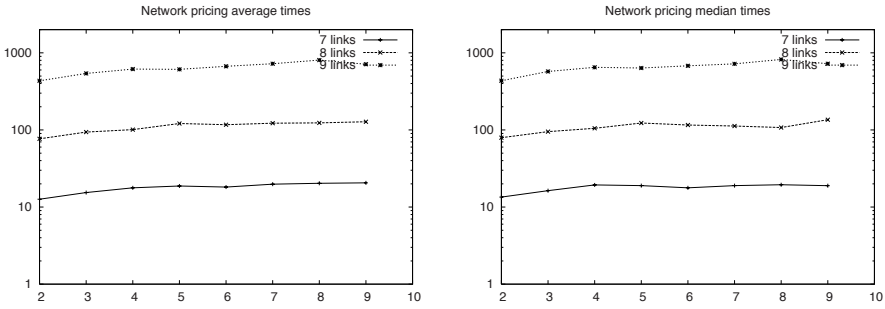 Network pricing average times
7 links
8 links
9 links
1000
100
10
1
2 3 4 5 6 7 8 9 10
Network pricing median times
7 links
8 links
9 links
1000
100
10
1
2 3 4 5 6 7 8 9 10